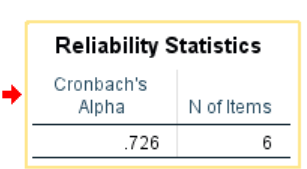 Reliability Statistics
Cronbach's
Alpha N of Items
.726 6